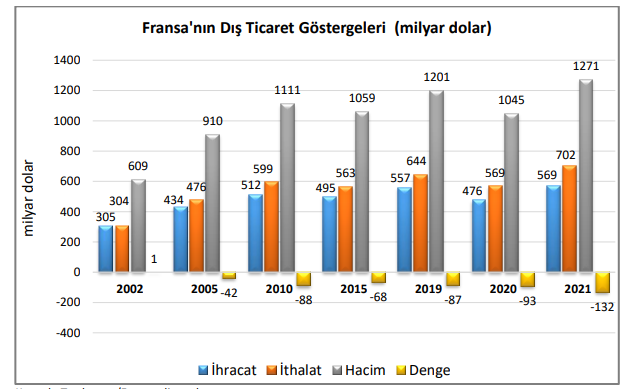 Fransa'nın Dış Ticaret Göstergeleri (milyar dolar)
milyar dolar
1400
1200
1000
800
600
400
200
0
-200
-400
305 304 609 1
434 476 910 -42
512 599 1111 -88
495 563 1059 -68
557 644 1201 -87
476 569 1045 -93
569 702 1271 -132
2002 2005 2010 2015 2019 2020 2021
İhracat İthalat Hacim Denge